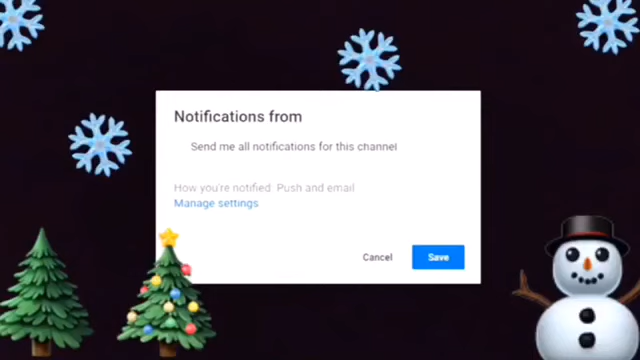 Notifications from
Send me all notifications for this channel
How you're notified: Push and email
Manage settings
Cancel
Save